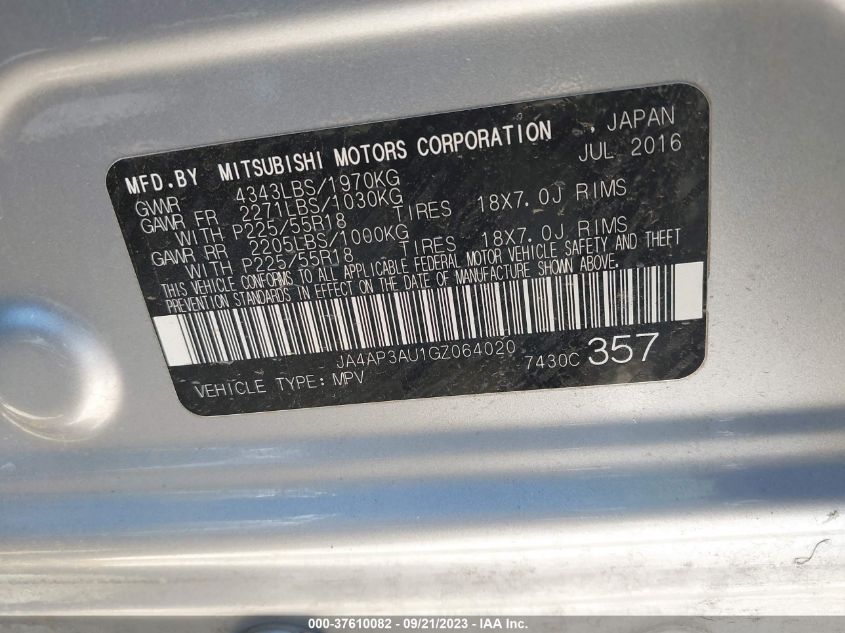 MFD.BY MITSUBISHI MOTORS CORPORATION , JAPAN
JUL 2016
GVWR 4343LBS/1970KG
GAWR FR 2271LBS/1030KG
WITH P225/55R18 TIRES 18X7.0J RIMS
GAWR RR 2205LBS/1000KG
WITH P225/55R18 TIRES 18X7.0J RIMS
THIS VEHICLE CONFORMS TO ALL APPLICABLE FEDERAL MOTOR VEHICLE SAFETY AND THEFT
PREVENTION STANDARDS IN EFFECT ON THE DATE OF MANUFACTURE SHOWN ABOVE.
JA4AP3AU1GZ064020
7430C 357
VEHICLE TYPE: MPV
000-37610082 - 09/21/2023 - IAA Inc.